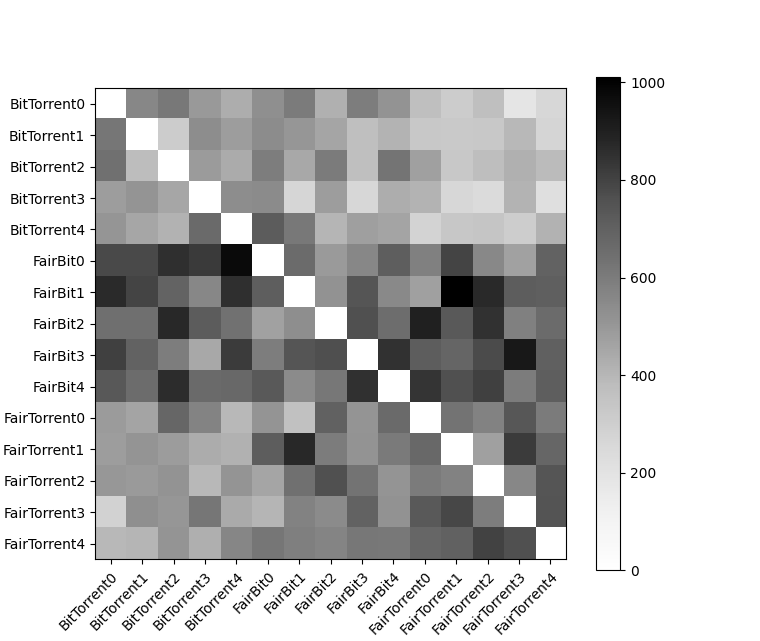 BitTorrent0
BitTorrent1
BitTorrent2
BitTorrent3
BitTorrent4
FairBit0
FairBit1
FairBit2
FairBit3
FairBit4
FairTorrent0
FairTorrent1
FairTorrent2
FairTorrent3
FairTorrent4
BitTorrent0
BitTorrent1
BitTorrent2
BitTorrent3
BitTorrent4
FairBit0
FairBit1
FairBit2
FairBit3
FairBit4
FairTorrent0
FairTorrent1
FairTorrent2
FairTorrent3
FairTorrent4
1000
800
600
400
200
0